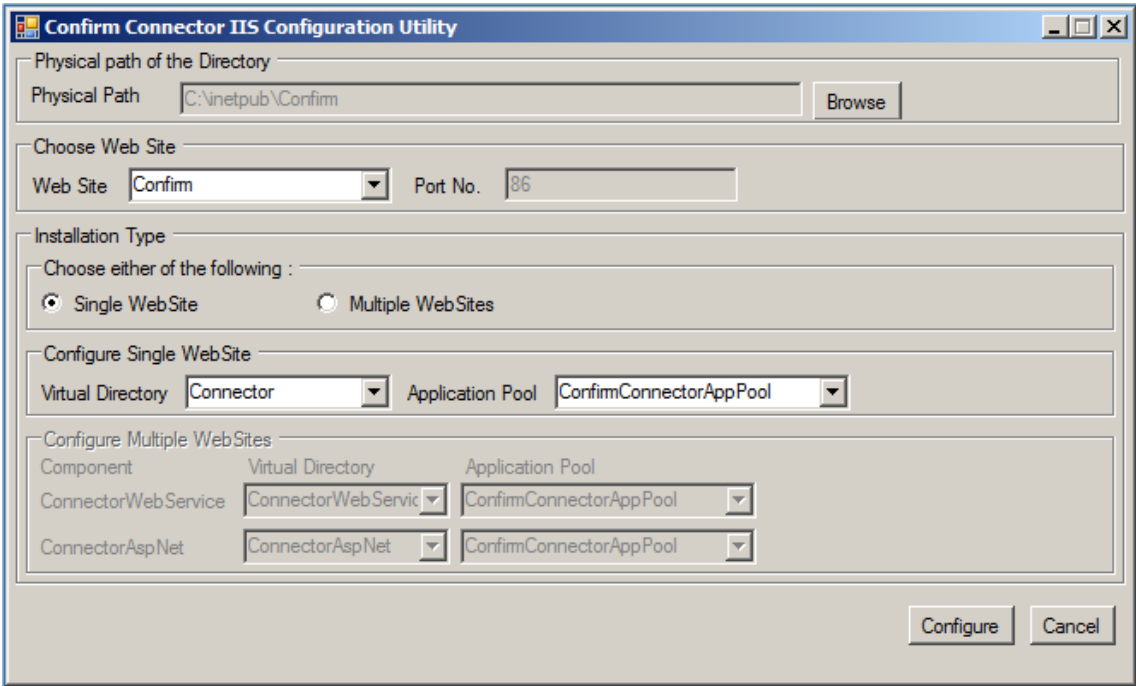 Confirm Connector IIS Configuration Utility
Physical path of the Directory
Physical Path C:\inetpub\Confirm Browse
Choose Web Site
Web Site Confirm Port No. 86
Installation Type
Choose either of the following :
Single WebSite Multiple WebSites
Configure Single WebSite
Virtual Directory Connector Application Pool ConfirmConnectorAppPool
Configure Multiple WebSites
Component Virtual Directory Application Pool
ConnectorWebService ConnectorWebServic ConfirmConnectorAppPool
ConnectorAspNet ConnectorAspNet ConfirmConnectorAppPool
Configure Cancel